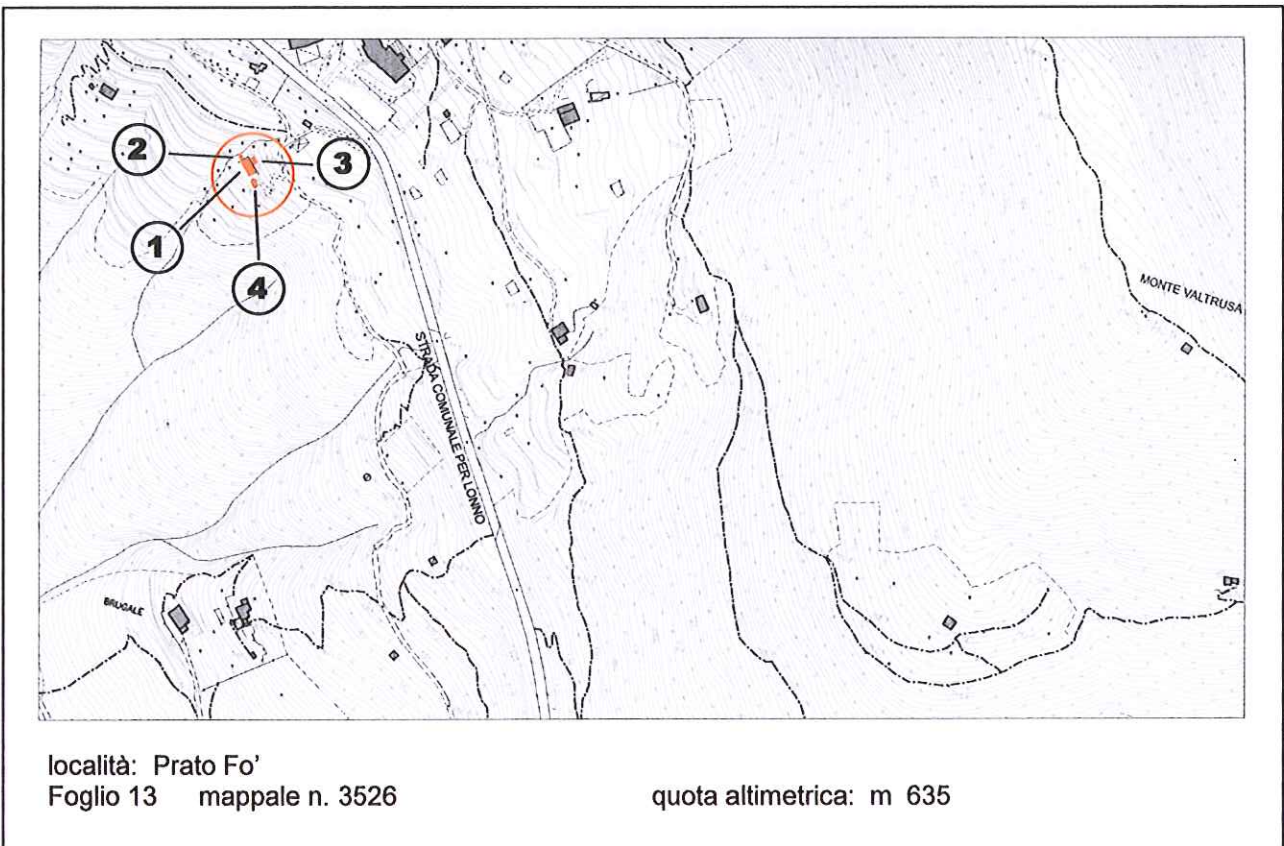 2
3
1
4
MONTE VALTRUSA
STRADA COMUNALE PER LONNO
BRUGALE
località: Prato Fo'
Foglio 13 mappale n. 3526 quota altimetrica: m 635